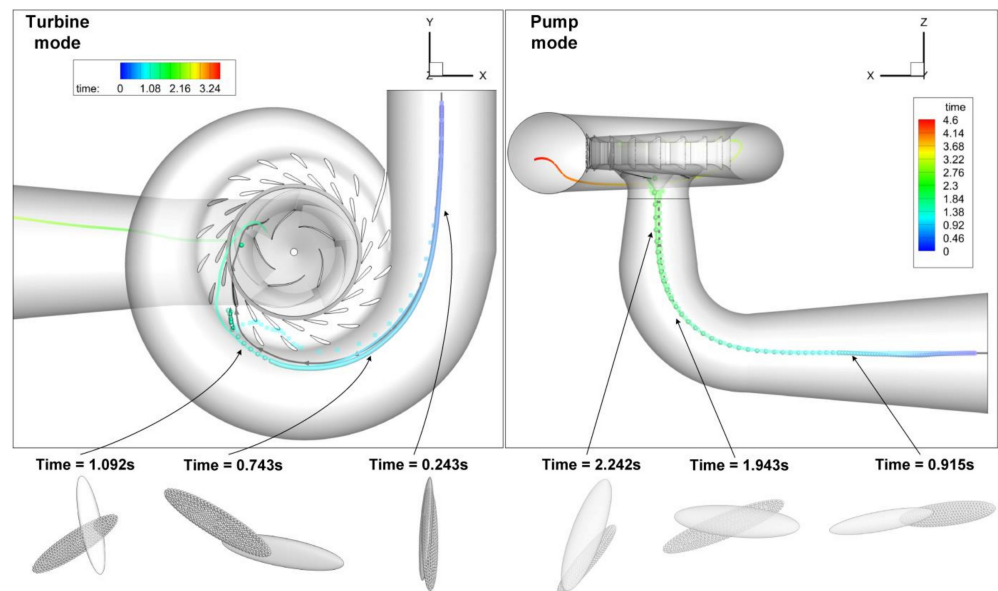 Turbine
mode
time: 0 1.08 2.16 3.24
Y
Z X
Pump
mode
Z
X Y
time
4.6
4.14
3.68
3.22
2.76
2.3
1.84
1.38
0.92
0.46
0
Time = 1.092s Time = 0.743s Time = 0.243s Time = 2.242s Time = 1.943s Time = 0.915s